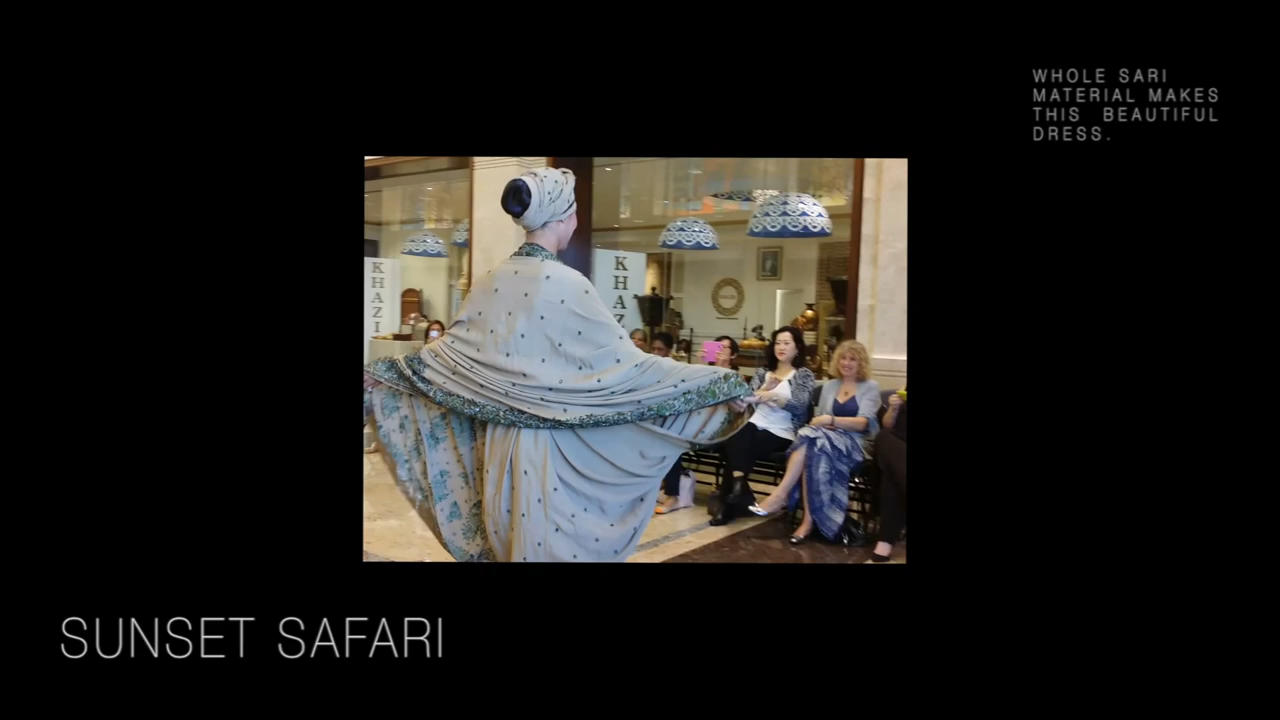 WHOLE SARI
MATERIAL MAKES
THIS BEAUTIFUL
DRESS.
KHAZI
KHAZ
SUNSET SAFARI